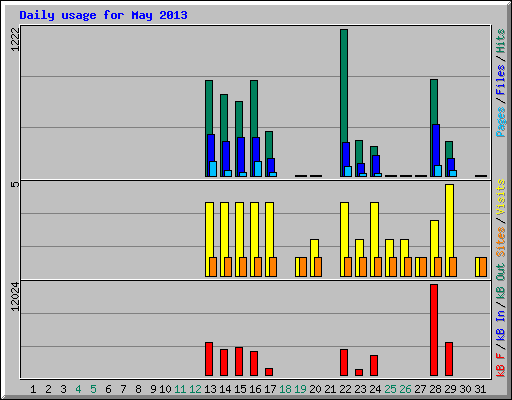 Daily usage for May 2013
1222
Pages / Files / Hits
5
Sites / Visits
12024
kB F / kB In / kB Out
1 2 3 4 5 6 7 8 9 10 11 12 13 14 15 16 17 18 19 20 21 22 23 24 25 26 27 28 29 30 31